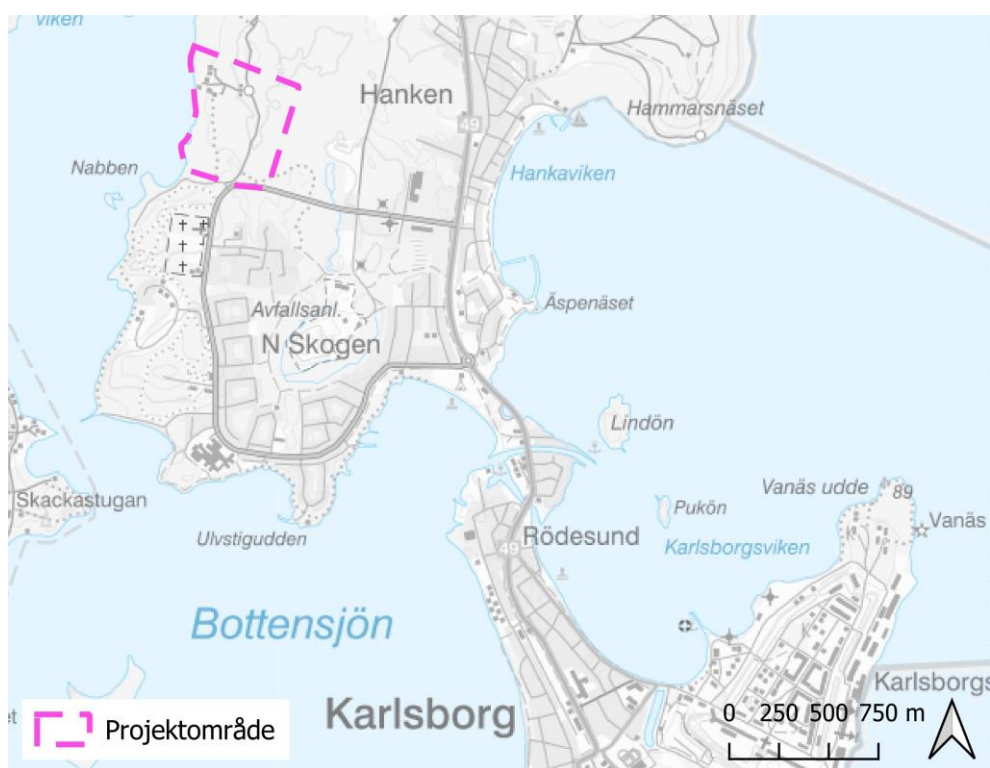 viken
Hanken
49
Hammarsnäset
Nabben
Hankaviken
Avfallsanl.
Äspenäset
N Skogen
Lindön
Skackastugan
Vanäs udde
89
Pukön
Vanäs
Ulvstigudden
49
Rödesund
Karlsborgsviken
Bottensjön
et
Karlsborg
Karlsborgs
Projektområde
0 250 500 750 m